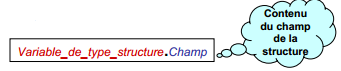 Contenu
du champ
de la
structure
Variable_de_type_structure.Champ